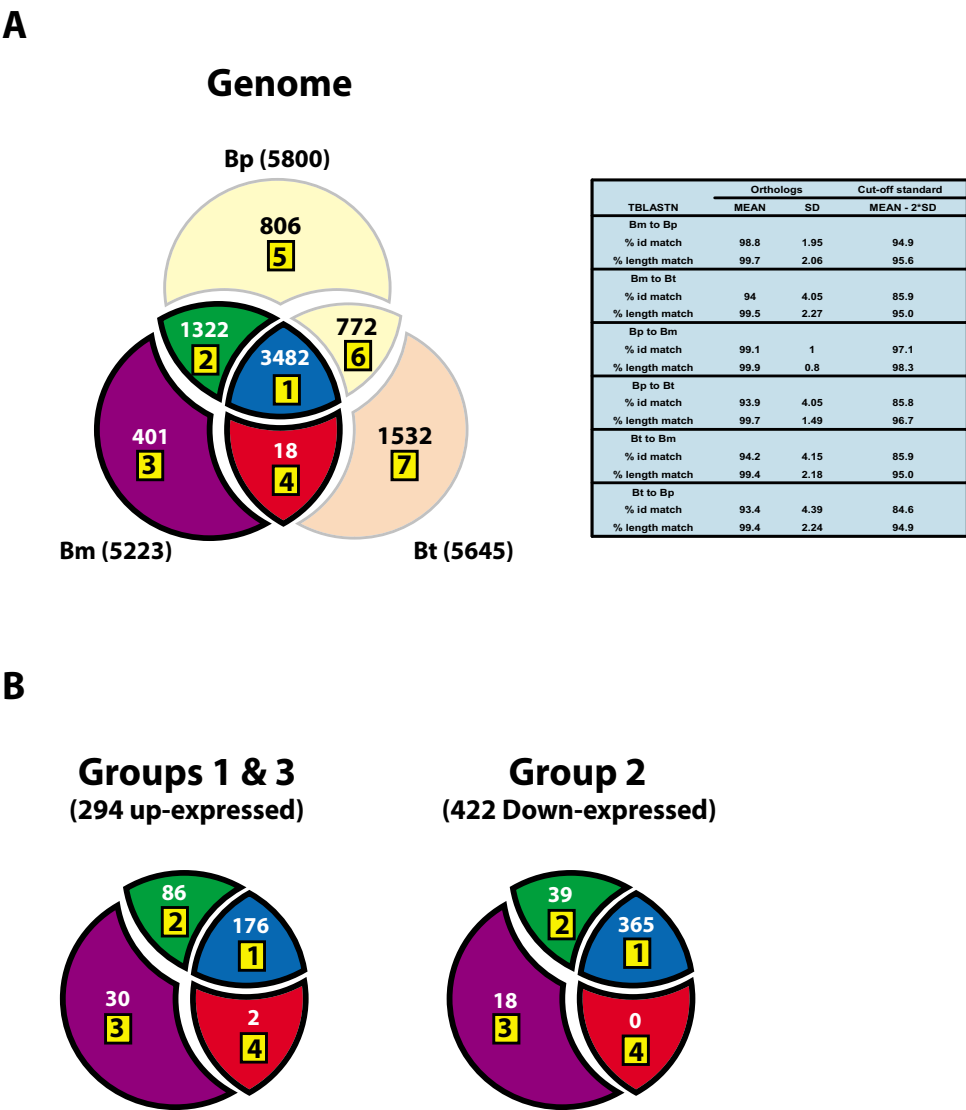 A
Genome
Bp (5800)
806
5
1322
2
3482
1
772
6
401
3
18
4
1532
7
Bm (5223)
Bt (5645)
Orthologs Cut-off standard
TBLASTN MEAN SD MEAN - 2*SD
Bm to Bp
% id match 98.8 1.95 94.9
% length match 99.7 2.06 95.6
Bm to Bt
% id match 94 4.05 85.9
% length match 99.5 2.27 95.0
Bp to Bm
% id match 99.1 1 97.1
% length match 99.9 0.8 98.3
Bp to Bt
% id match 93.9 4.05 85.8
% length match 99.7 1.49 96.7
Bt to Bm
% id match 94.2 4.15 85.9
% length match 99.4 2.18 95.0
Bt to Bp
% id match 93.4 4.39 84.6
% length match 99.4 2.24 94.9
B
Groups 1 & 3
(294 up-expressed)
86
2
176
1
30
3
2
4
Group 2
(422 Down-expressed)
39
2
365
1
18
3
0
4